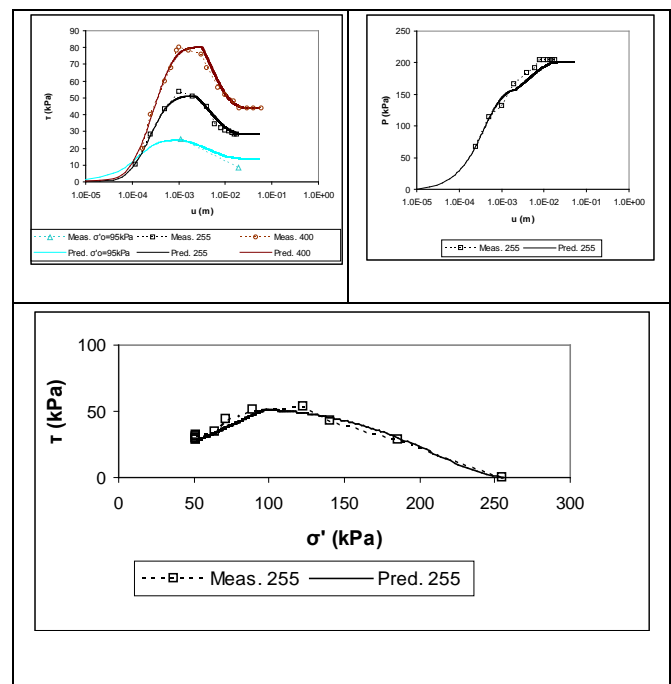 90
80
70
60
50
40
30
20
10
0
τ (kPa)
1.0E-05 1.0E-04 1.0E-03 1.0E-02 1.0E-01 1.0E+00
u (m)
Meas. σ'o=95kPa Meas. 255 Meas. 400
Pred. σ'o=95kPa Pred. 255 Pred. 400
250
200
150
100
50
0
P (kPa)
1.0E-05 1.0E-04 1.0E-03 1.0E-02 1.0E-01 1.0E+00
u (m)
Meas. 255 Pred. 255
100
50
0
τ (kPa)
0 50 100 150 200 250 300
σ' (kPa)
Meas. 255 Pred. 255